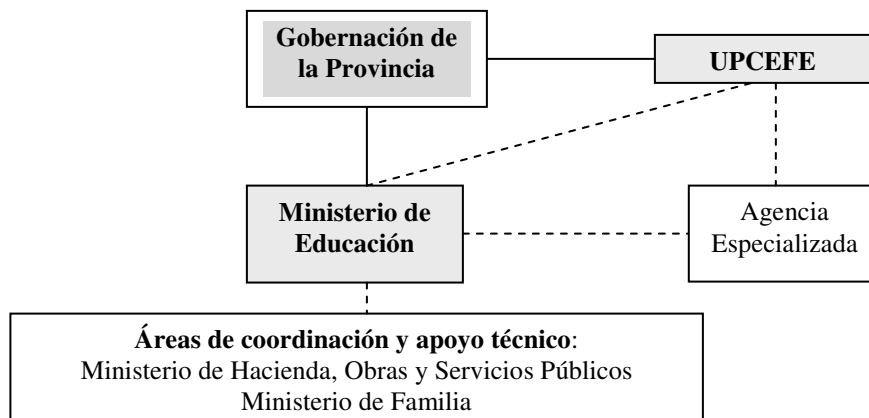 Gobernación de
la Provincia
UPCEFE
Ministerio de
Educación
Agencia
Especializada
Áreas de coordinación y apoyo técnico:
Ministerio de Hacienda, Obras y Servicios Públicos
Ministerio de Familia